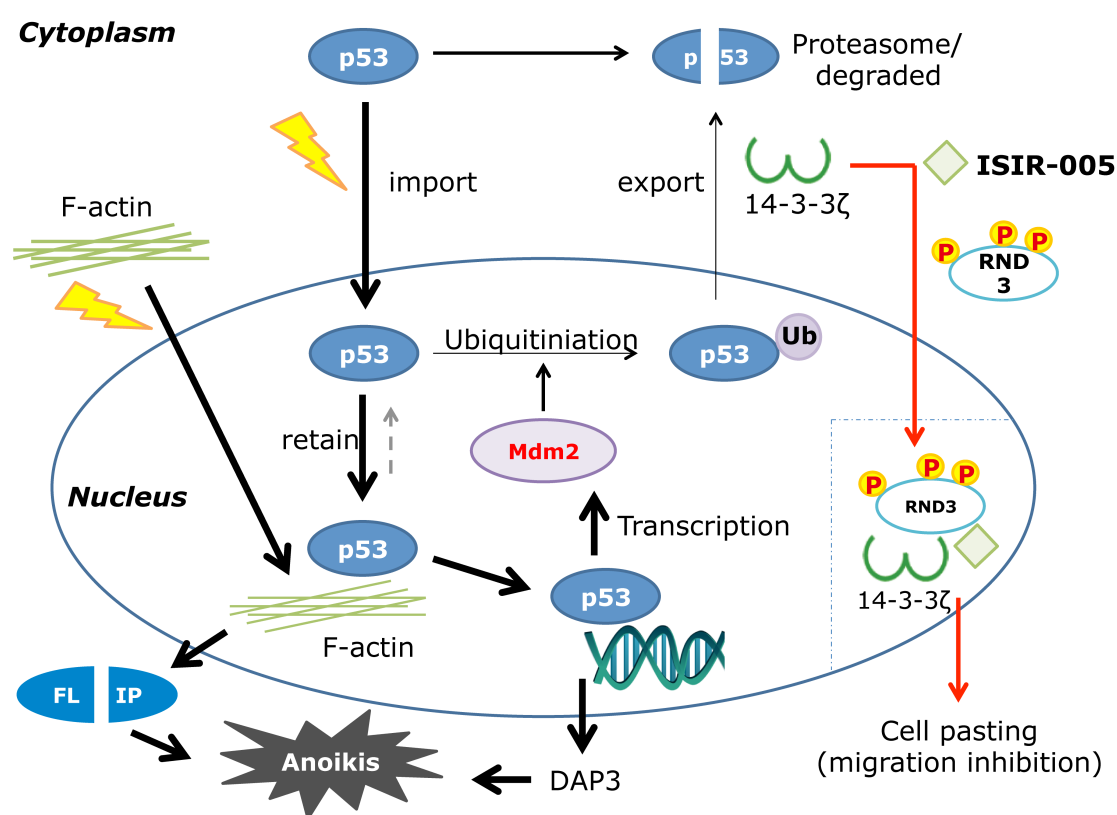 Cytoplasm
p53
p 53
Proteasome/
degraded
import
export
14-3-3ζ
ISIR-005
F-actin
P
P
P
RND
3
p53
Ubiquitiniation
p53
Ub
retain
Mdm2
Nucleus
P
P
P
RND3
Transcription
p53
p53
14-3-3ζ
F-actin
FL IP
Anoikis
DAP3
Cell pasting
(migration inhibition)